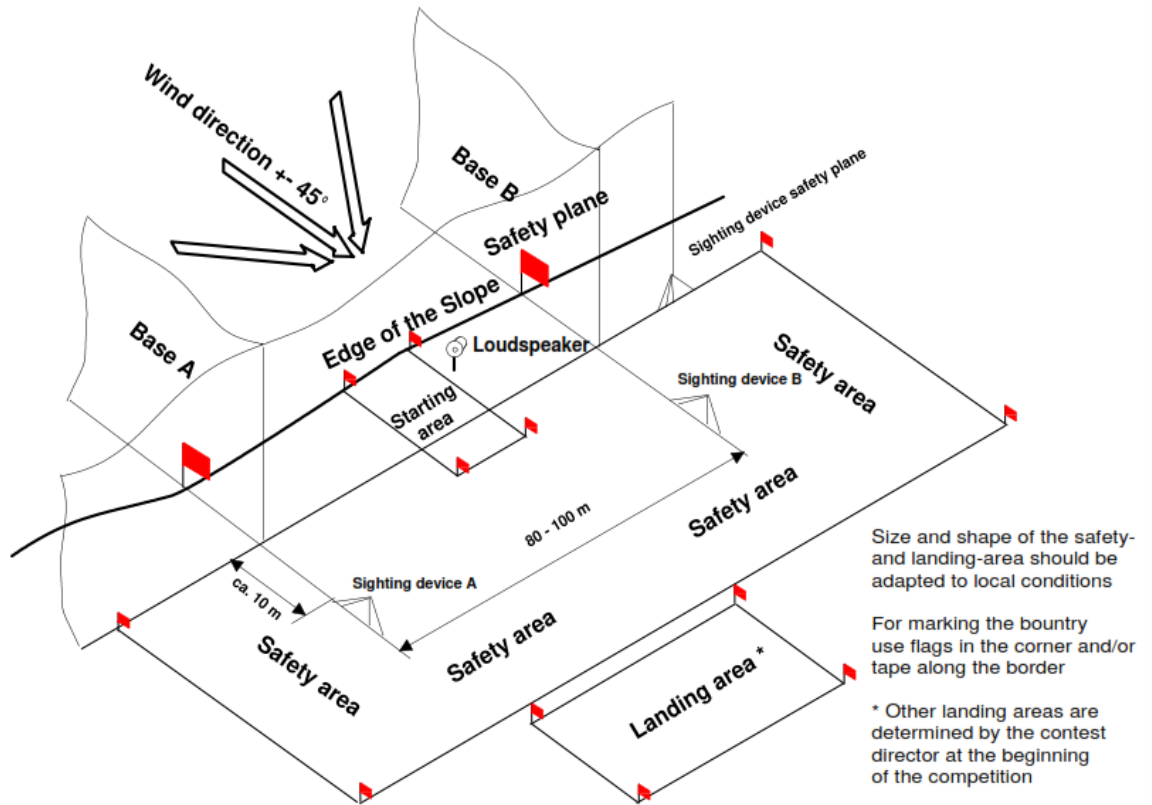 Wind direction +- 45°
Base B
Safety plane
Sighting device safety plane
Base A
Edge of the Slope
Loudspeaker
Starting
area
Sighting device B
Safety area
Safety area
80 - 100 m
Sighting device A
ca. 10 m
Safety area
Safety area
Landing area *
Size and shape of the safety-
and landing-area should be
adapted to local conditions
For marking the bountry
use flags in the corner and/or
tape along the border
* Other landing areas are
determined by the contest
director at the beginning
of the competition